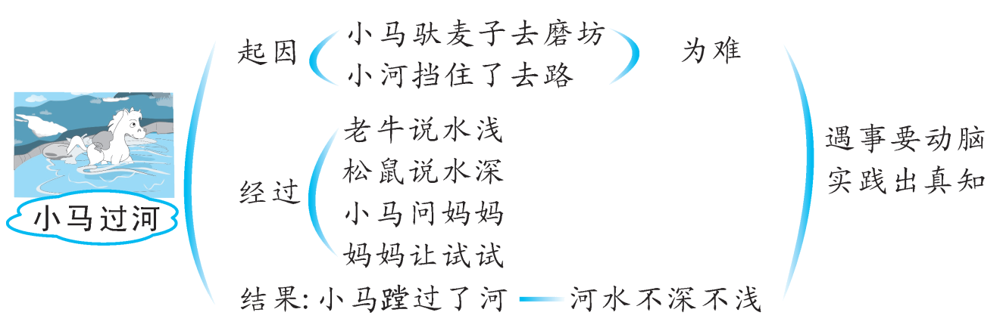 小马过河
起因
小马驮麦子去磨坊
小河挡住了去路
为难
经过
老牛说水浅
松鼠说水深
小马问妈妈
妈妈让试试
结果:小马蹚过了河 — 河水不深不浅
遇事要动脑
实践出真知